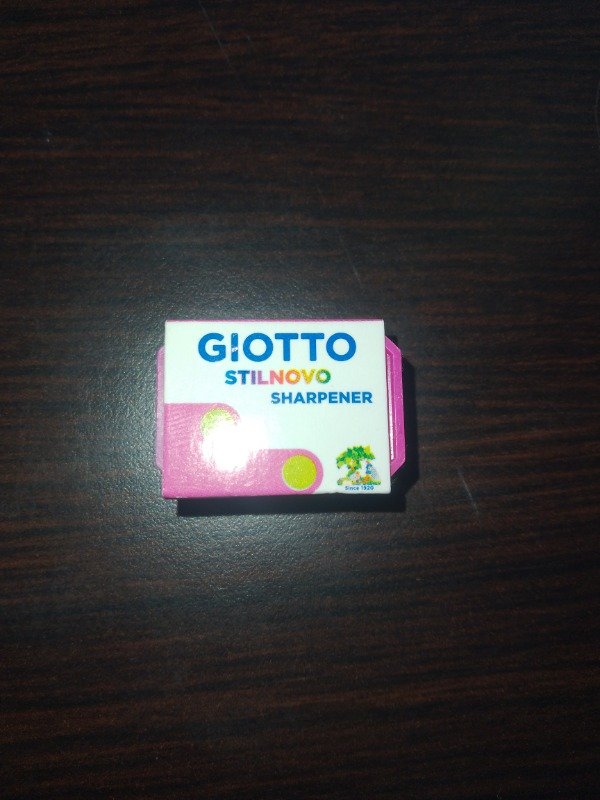 GIOTTO
STILNOVO
SHARPENER
Since 1920